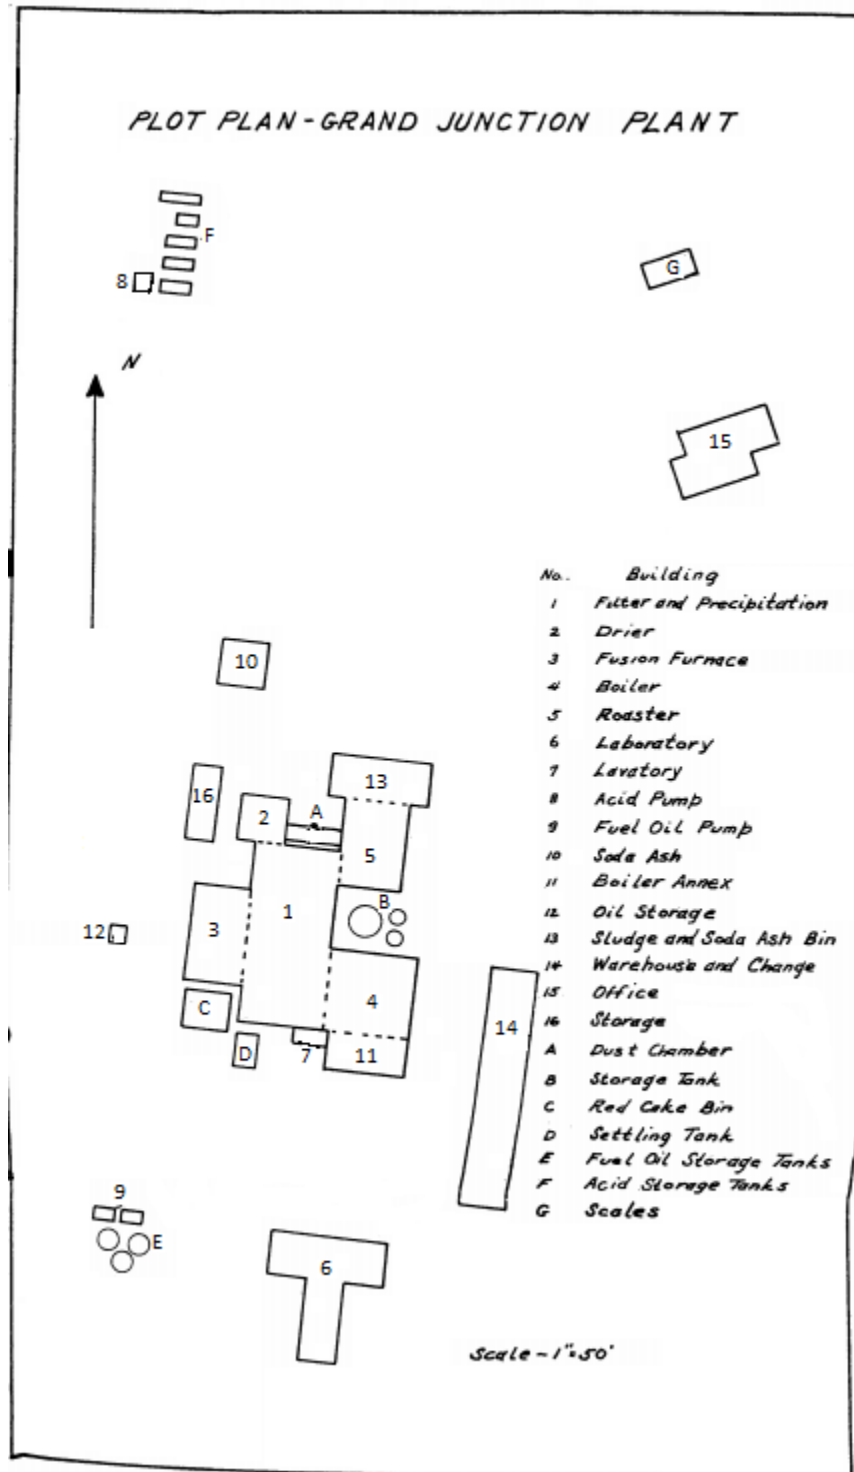 PLOT PLAN-GRAND JUNCTION PLANT
F
8
G
N
15
No. Building
1 Filter and Precipitation
2 Drier
3 Fusion Furnace
4 Boiler
5 Roaster
6 Laboratory
7 Lavatory
8 Acid Pump
9 Fuel Oil Pump
10 Soda Ash
11 Boiler Annex
12 Oil Storage
13 Sludge and Soda Ash Bin
14 Warehouse and Change
15 Office
16 Storage
A Dust Chamber
B Storage Tank
C Red Cake Bin
D Settling Tank
E Fuel Oil Storage Tanks
F Acid Storage Tanks
G Scales
10
13
16
2
A
5
1
B
3
12
C
4
14
D
7
11
9
E
6
Scale-1"=50'